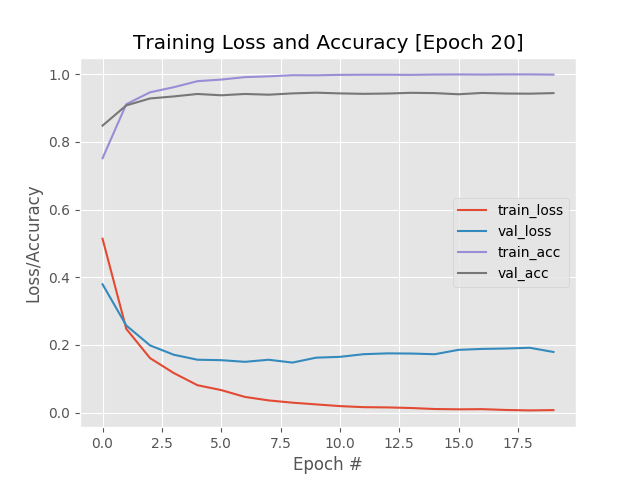 Training Loss and Accuracy [Epoch 20]
1.0
0.8
0.6
0.4
0.2
0.0
Loss/Accuracy
train_loss
val_loss
train_acc
val_acc
0.0 2.5 5.0 7.5 10.0 12.5 15.0 17.5
Epoch #